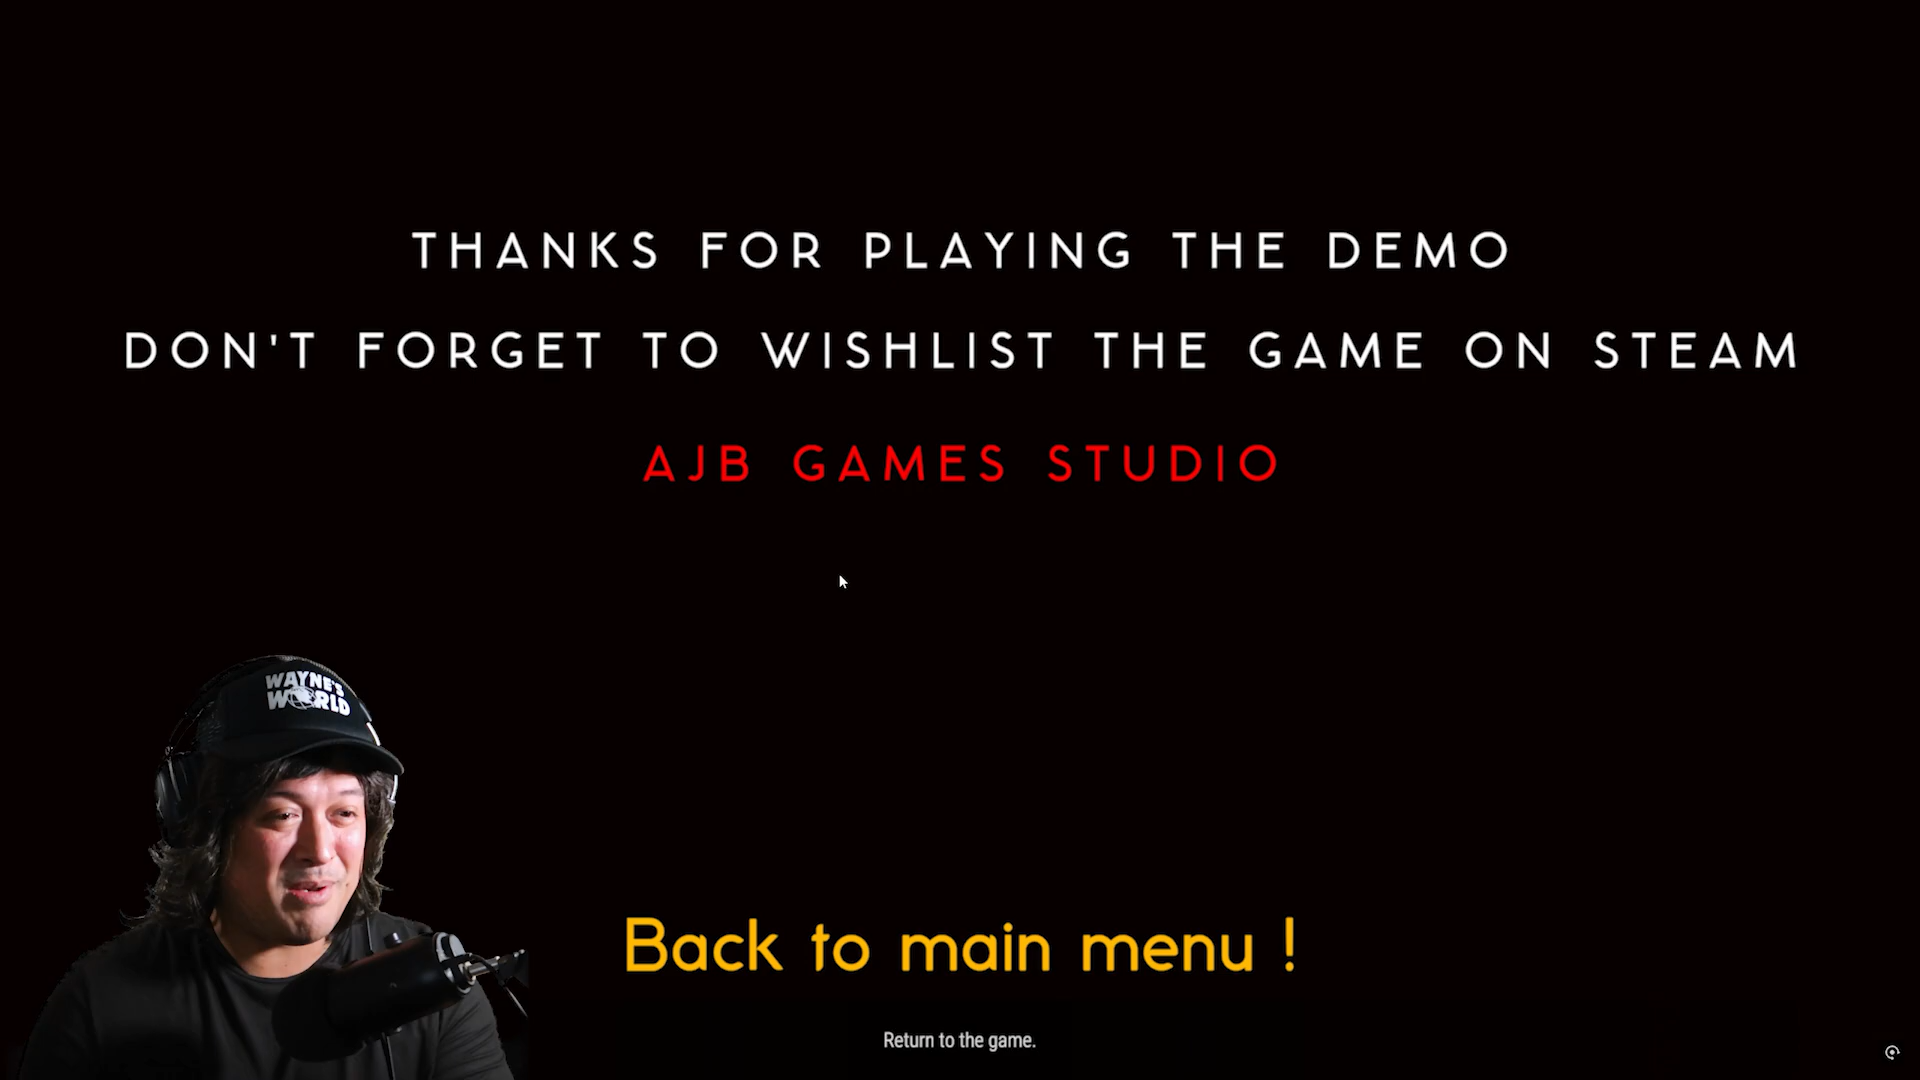 THANKS FOR PLAYING THE DEMO
DON'T FORGET TO WISHLIST THE GAME ON STEAM
AJB GAMES STUDIO
WAYNE'S
WORLD
Back to main menu !
Return to the game.